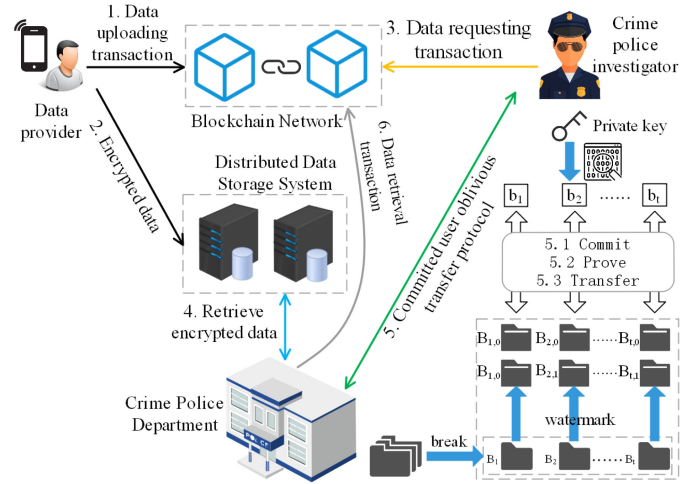 1. Data
uploading
transaction
3. Data requesting
transaction
Crime
police
investigator
Data
provider
Blockchain Network
2. Encrypted data
6. Data retrieval
transaction
Distributed Data
Storage System
Private key
b1 b2 ...... bt
5. Committed user oblivious
transfer protocol
5.1 Commit
5.2 Prove
5.3 Transfer
4. Retrieve
encrypted data
B1,0 B2,0 ...... Bt,0
B1,0 B2,1 ...... Bt,1
Crime Police
Department
watermark
break
B1 B2 ...... Bt